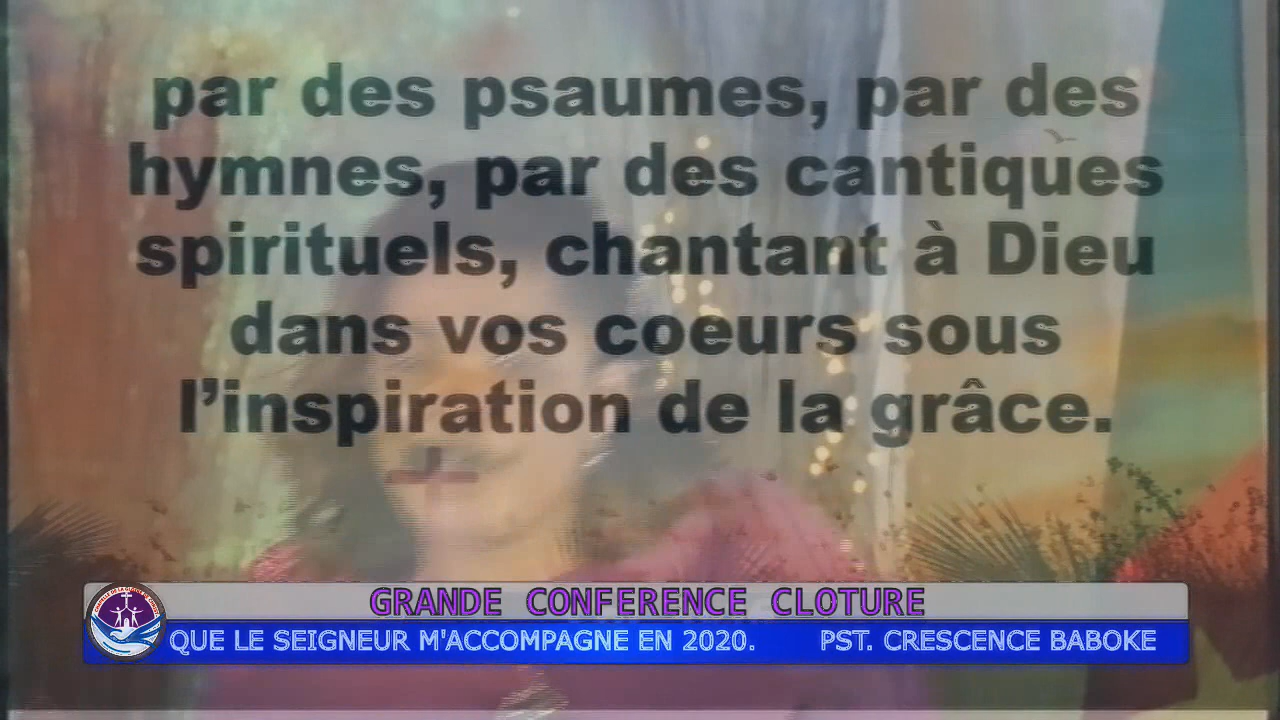 par des psaumes, par des
hymnes, par des cantiques
spirituels, chantant à Dieu
dans vos coeurs sous
l’inspiration de la grâce.
GRANDE CONFERENCE CLOTURE
QUE LE SEIGNEUR M'ACCOMPAGNE EN 2020. PST. CRESCENCE BABOKE